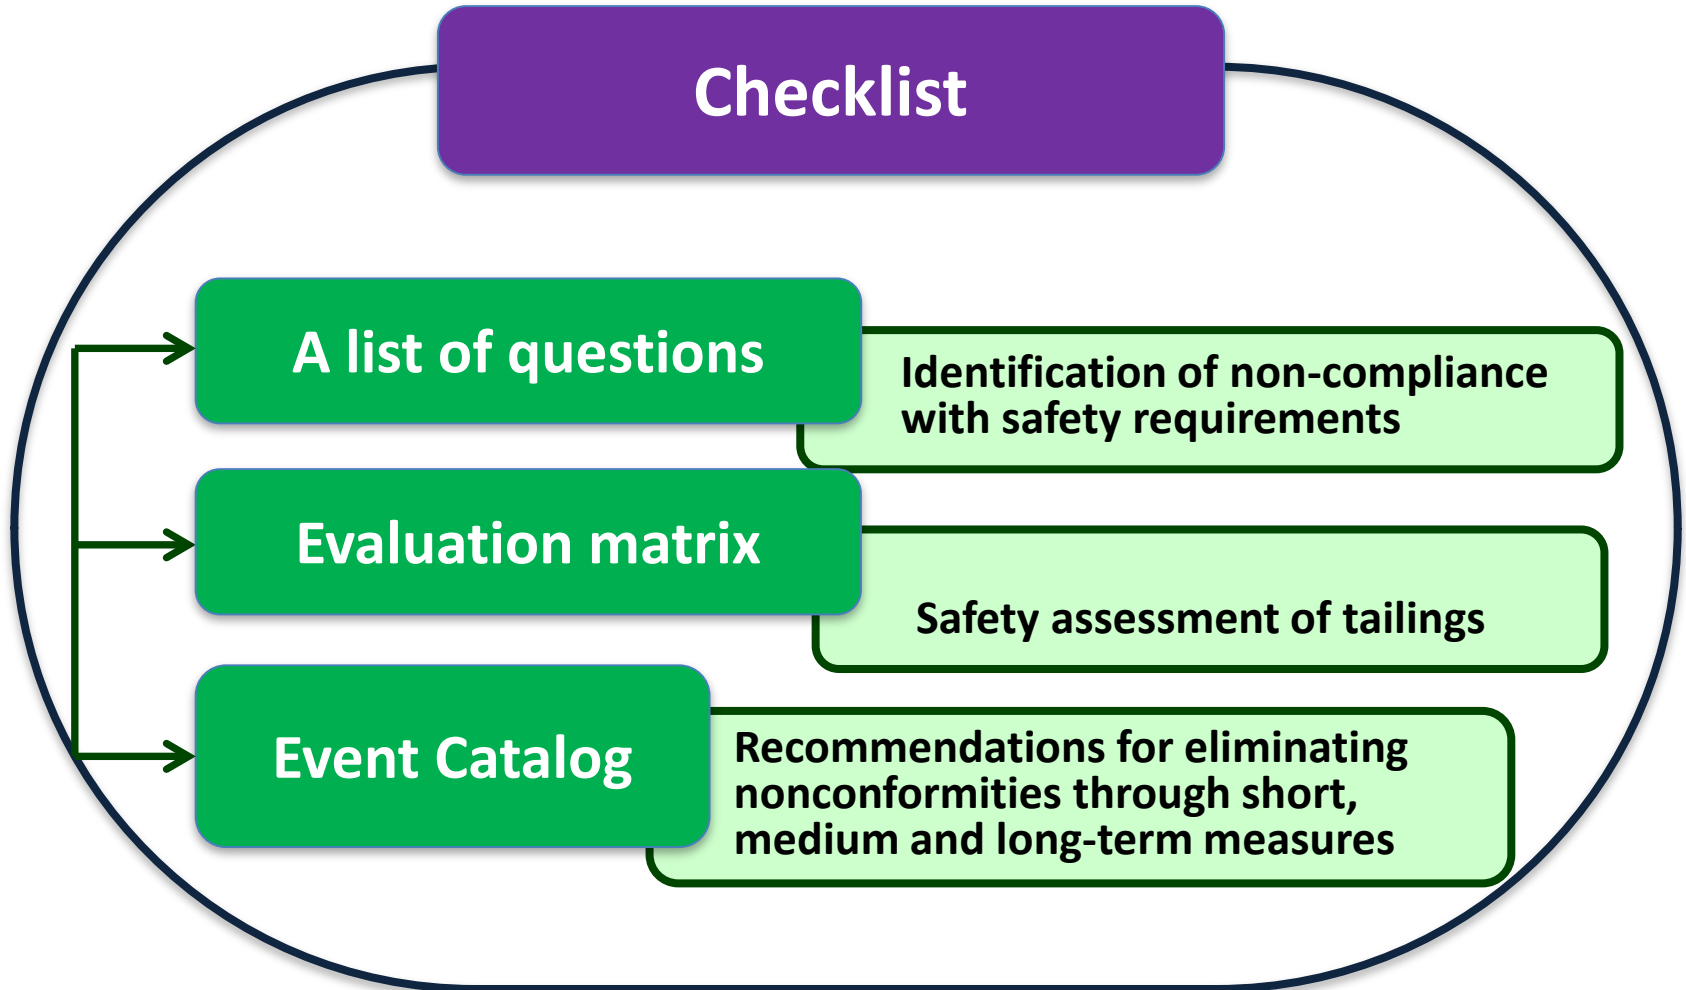 Checklist
A list of questions
Identification of non-compliance
with safety requirements
Evaluation matrix
Safety assessment of tailings
Event Catalog
Recommendations for eliminating
nonconformities through short,
medium and long-term measures